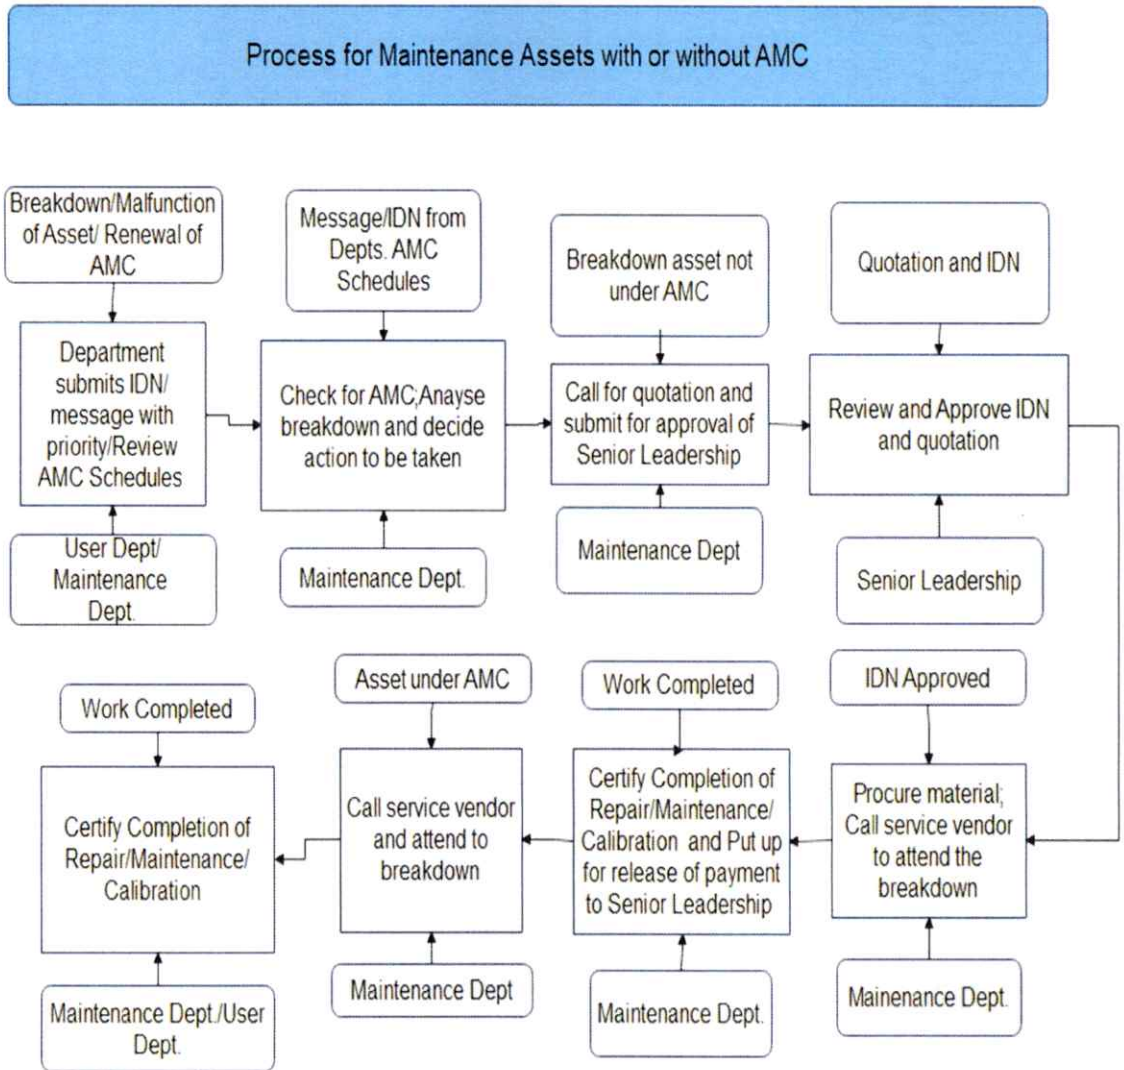 Process for Maintenance Assets with or without AMC
Breakdown/Malfunction
of Asset/ Renewal of
AMC
Message/IDN from
Depts. AMC
Schedules
Breakdown asset not
under AMC
Quotation and IDN
Department
submits IDN/
message with
priority/Review
AMC Schedules
Check for AMC;Anayse
breakdown and decide
action to be taken
Call for quotation and
submit for approval of
Senior Leadership
Review and Approve IDN
and quotation
User Dept/
Maintenance
Dept.
Maintenance Dept.
Maintenance Dept
Senior Leadership
Work Completed
Asset under AMC
Work Completed
IDN Approved
Certify Completion of
Repair/Maintenance/
Calibration
Call service vendor
and attend to
breakdown
Certify Completion of
Repair/Maintenance/
Calibration and Put up
for release of payment
to Senior Leadership
Procure material;
Call service vendor
to attend the
breakdown
Maintenance Dept./User
Dept.
Maintenance Dept
Maintenance Dept.
Mainenance Dept.